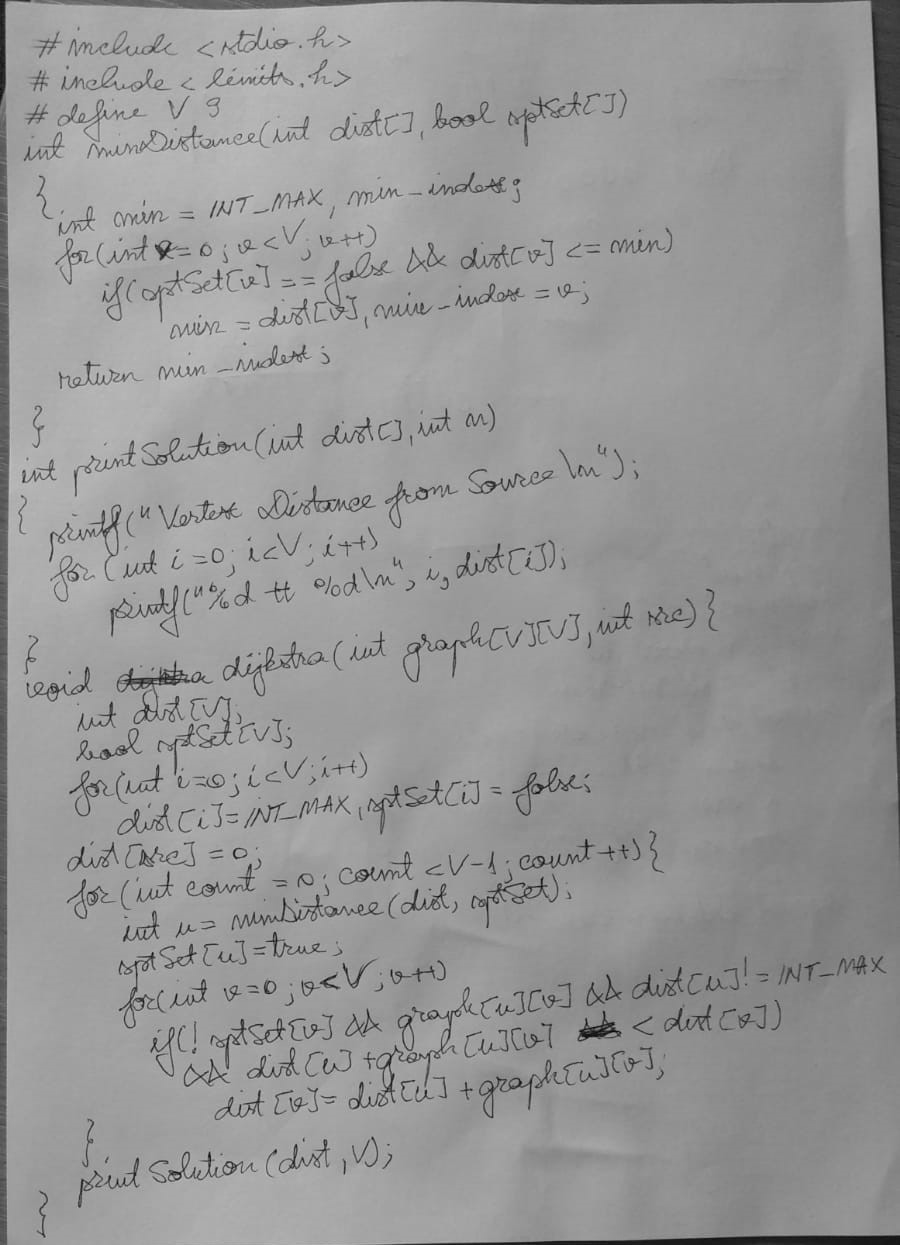 #include <stdio.h>
#include <limits.h>
#define V 9
int minDistance(int dist[], bool sptSet[])
{
int min = INT_MAX, min_index;
for(int v=0; v<V; v++)
if(sptSet[v] == false && dist[v] <= min)
min = dist[v], min_index = v;
return min_index;
}
int printSolution(int dist[], int n)
{
printf("Vertex Distance from Source\n");
for(int i=0; i<V; i++)
printf("%d tt %d\n", i, dist[i]);
}
void dijkstra(int graph[V][V], int src){
int dist[V];
bool sptSet[V];
for(int i=0; i<V; i++)
dist[i]=INT_MAX, sptSet[i] = false;
dist[src] = 0;
for(int count = 0; count <V-1; count++){
int u= minDistance(dist, sptSet);
sptSet[u]=true;
for(int v=0; v<V; v++)
if(! sptSet[v] && graph[u][v] && dist[u]!=INT_MAX
&& dist[u]+graph[u][v] < dist[v])
dist[v]= dist[u]+graph[u][v];
}
printSolution(dist, V);
}